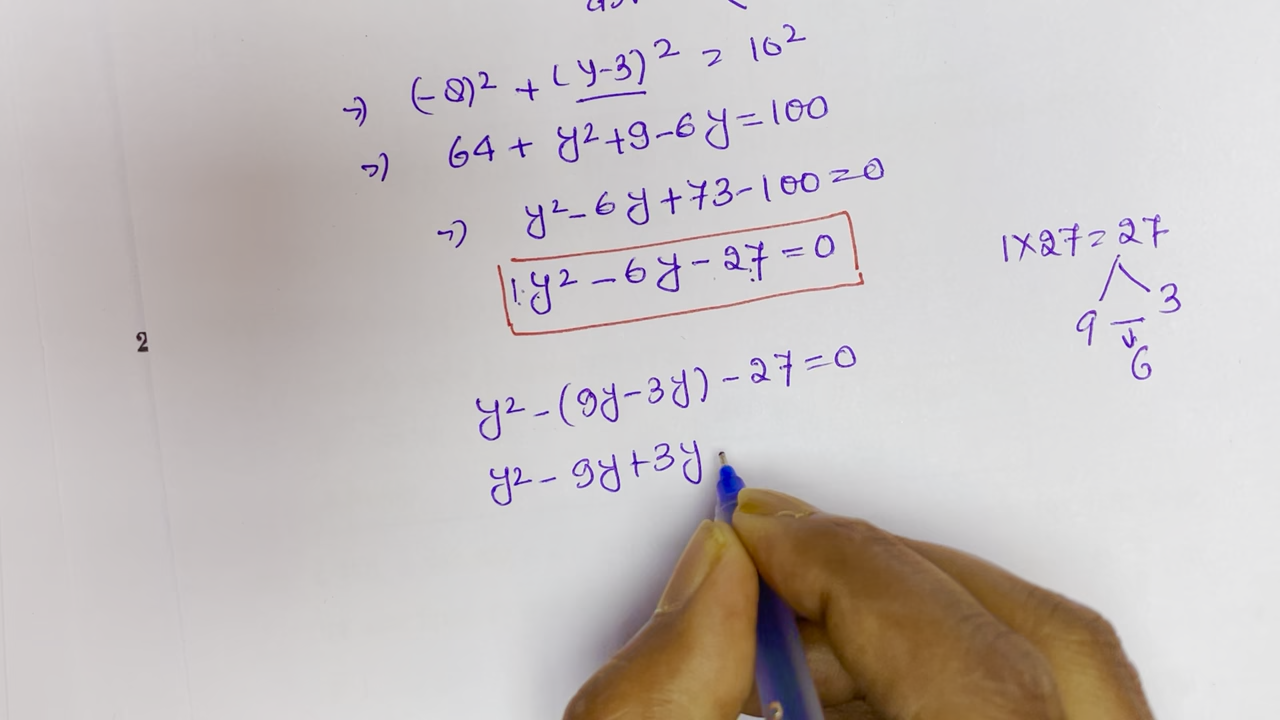 => (-8)² + (y-3)² = 10²
=> 64 + y²+9-6y=100
=> y²-6y+73-100=0
1.y² - 6y - 27 = 0
1×27=27
9 - 3
6
2
y² - (9y-3y) - 27=0
y² - 9y+3y